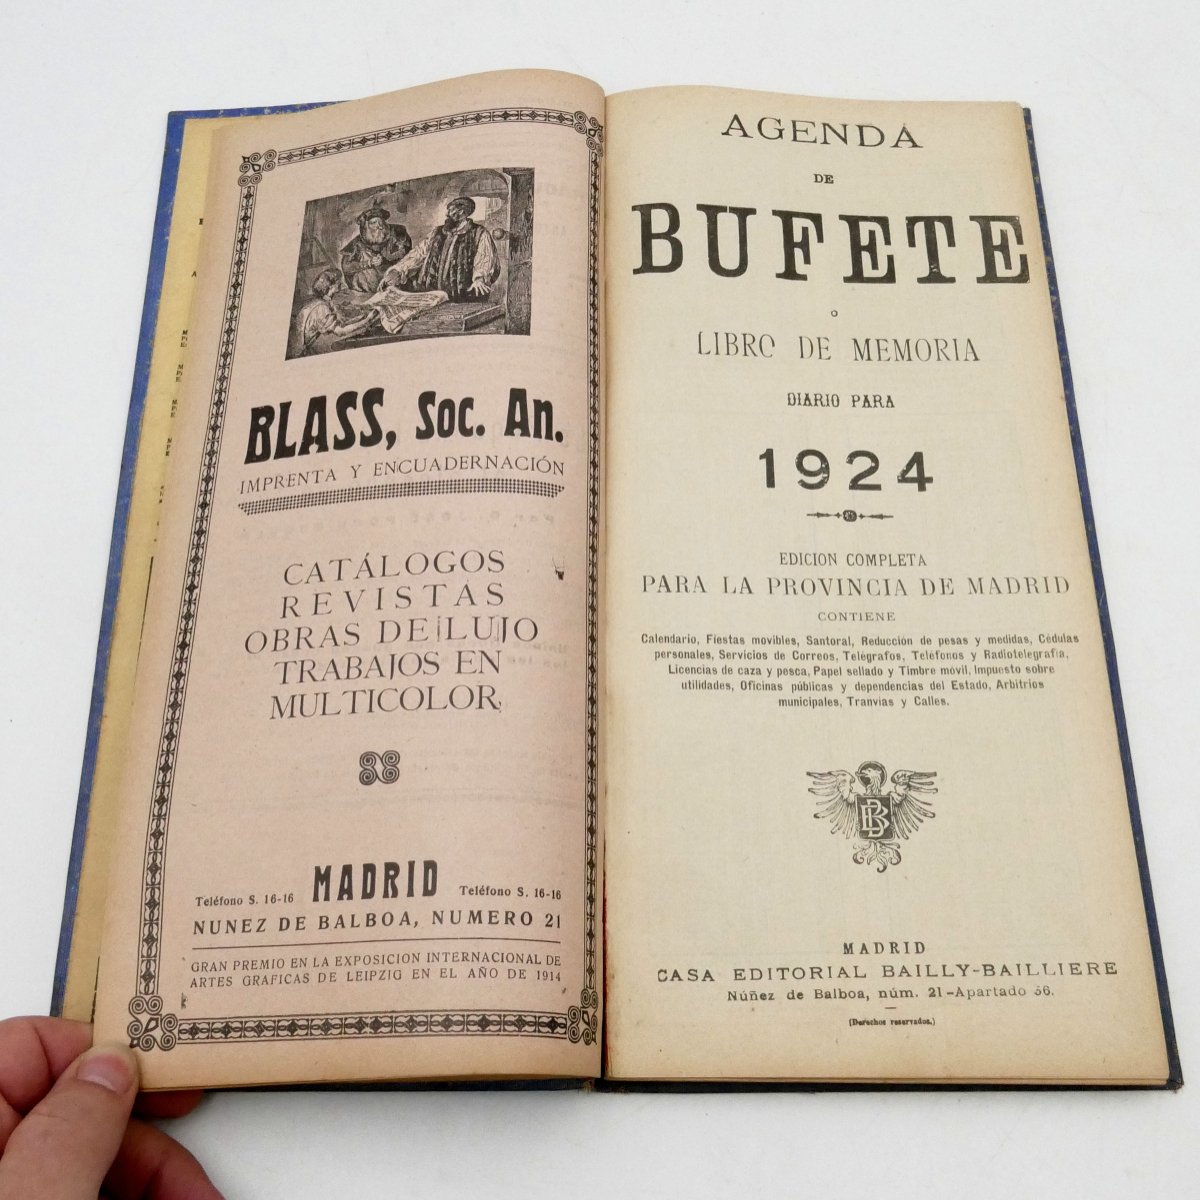 BLASS, Soc. An.
IMPRENTA Y ENCUADERNACIÓN
CATÁLOGOS
REVISTAS
OBRAS DE LUJO
TRABAJOS EN
MULTICOLOR
Teléfono S. 16-16 MADRID Teléfono S. 16-16
NUNEZ DE BALBOA, NUMERO 21
GRAN PREMIO EN LA EXPOSICION INTERNACIONAL DE
ARTES GRAFICAS DE LEIPZIG EN EL AÑO DE 1914
AGENDA
DE
BUFETE
O
LIBRO DE MEMORIA
DIARIO PARA
1924
EDICION COMPLETA
PARA LA PROVINCIA DE MADRID
CONTIENE
Calendario, Fiestas movibles, Santoral, Reducción de pesas y medidas, Cédulas
personales, Servicios de Correos, Telégrafos, Teléfonos y Radiotelegrafía,
Licencias de caza y pesca, Papel sellado y Timbre móvil, Impuesto sobre
utilidades, Oficinas públicas y dependencias del Estado, Arbitrios
municipales, Tranvías y Calles.
BB
MADRID
CASA EDITORIAL BAILLY-BAILLIERE
Núñez de Balboa, núm. 21-Apartado 56.
(Derechos reservados.)